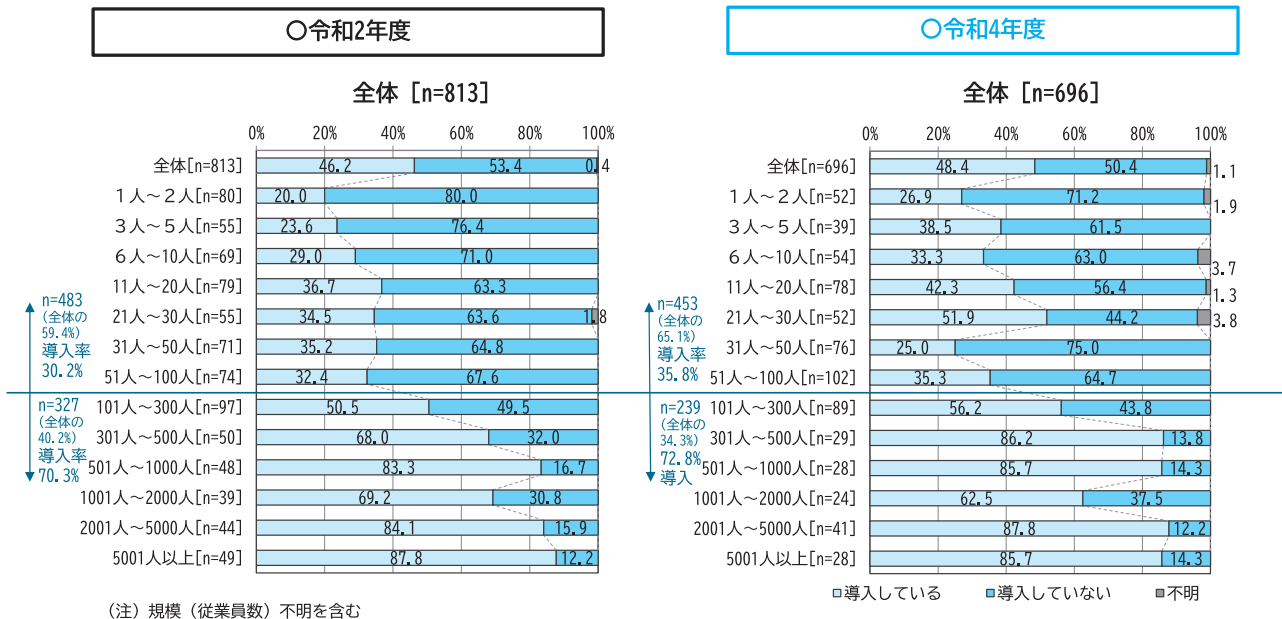 ○令和2年度
全体 [n=813]
0% 20% 40% 60% 80% 100%
全体[n=813] 46.2 53.4 0.4
1人～2人[n=80] 20.0 80.0
3人～5人[n=55] 23.6 76.4
6人～10人[n=69] 29.0 71.0
11人～20人[n=79] 36.7 63.3
21人～30人[n=55] 34.5 63.6 1.8
31人～50人[n=71] 35.2 64.8
51人～100人[n=74] 32.4 67.6
101人～300人[n=97] 50.5 49.5
301人～500人[n=50] 68.0 32.0
501人～1000人[n=48] 83.3 16.7
1001人～2000人[n=39] 69.2 30.8
2001人～5000人[n=44] 84.1 15.9
5001人以上[n=49] 87.8 12.2
n=483
(全体の
59.4%)
導入率
30.2%
n=327
(全体の
40.2%)
導入率
70.3%
(注) 規模（従業員数）不明を含む
○令和4年度
全体 [n=696]
0% 20% 40% 60% 80% 100%
全体[n=696] 48.4 50.4 1.1
1人～2人[n=52] 26.9 71.2 1.9
3人～5人[n=39] 38.5 61.5
6人～10人[n=54] 33.3 63.0 3.7
11人～20人[n=78] 42.3 56.4 1.3
21人～30人[n=52] 51.9 44.2 3.8
31人～50人[n=76] 25.0 75.0
51人～100人[n=102] 35.3 64.7
101人～300人[n=89] 56.2 43.8
301人～500人[n=29] 86.2 13.8
501人～1000人[n=28] 85.7 14.3
1001人～2000人[n=24] 62.5 37.5
2001人～5000人[n=41] 87.8 12.2
5001人以上[n=28] 85.7 14.3
n=453
(全体の
65.1%)
導入率
35.8%
n=239
(全体の
34.3%)
72.8%
導入
導入している 導入していない 不明